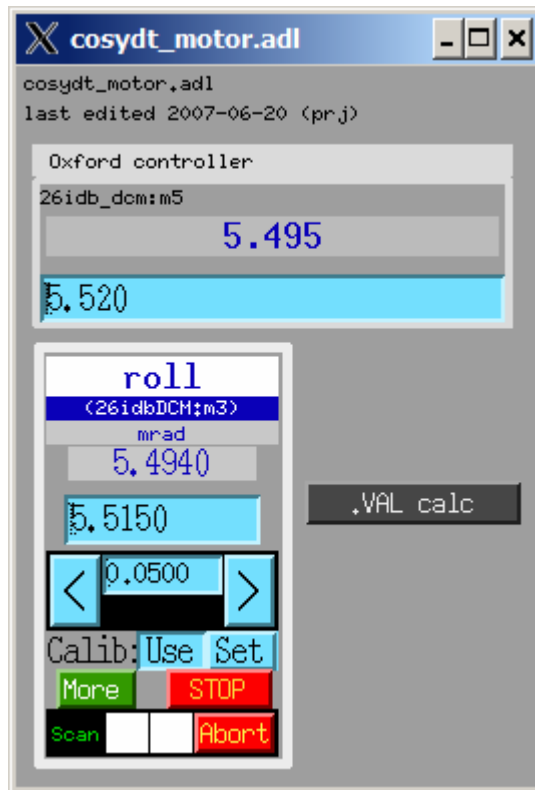 cosydt_motor.adl
cosydt_motor.adl
last edited 2007-06-20 (prj)
Oxford controller
26idb_dcm:m5
5.495
5.520
roll
(26idbDCM:m3)
mrad
5.4940
5.5150
.VAL calc
< 0.0500 >
Calib: Use Set
More STOP
Scan Abort